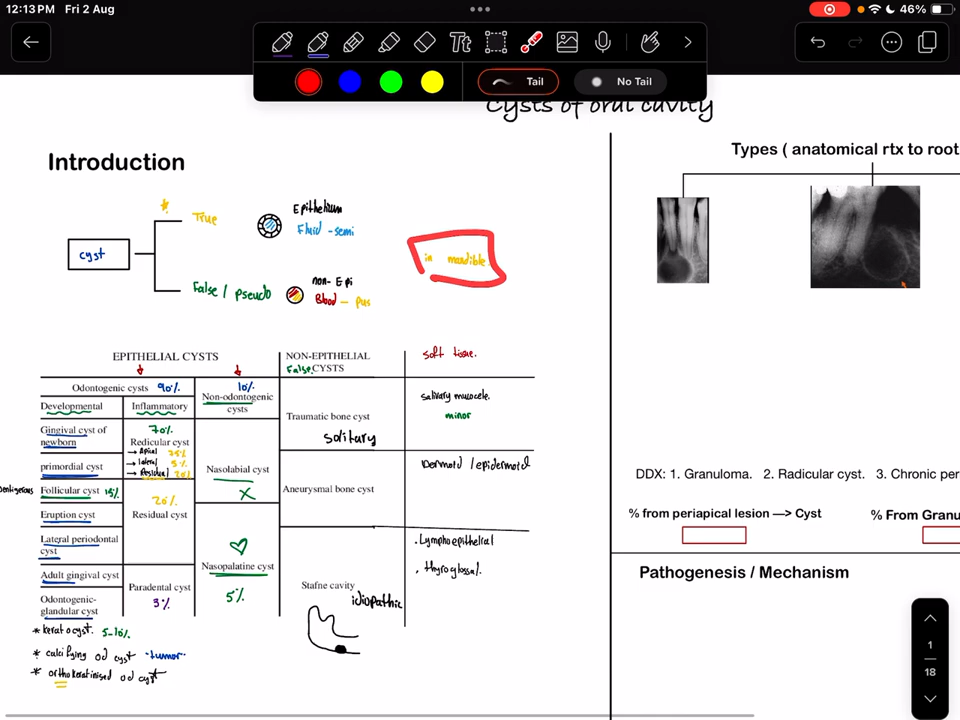 12:13 PM Fri 2 Aug
46%
Tt
Tail
No Tail
Cysts of oral cavity
Introduction
cyst
True
Epithelium
Fluid - semi
False / pseudo
non- Epi
Blood - pus
in mandible
EPITHELIAL CYSTS
NON-EPITHELIAL
False CYSTS
soft tissue.
Odontogenic cysts 90%
10%
Non-odontogenic
cysts
Developmental
Inflammatory
Gingival cyst of
newborn
primordial cyst
dentigerous
Follicular cyst 15%
Eruption cyst
Lateral periodontal
cyst
Adult gingival cyst
Odontogenic-
glandular cyst
70%
Redicular cyst
→ Apical 75%
→ lateral 5%
→ Residual 20%
20%
Residual cyst
Paradental cyst
3%
Nasolabial cyst
X
Nasopalatine cyst
5%
Traumatic bone cyst
solitary
Aneurysmal bone cyst
Stafne cavity
idiopathic
salivary mucocele.
minor
Dermoid / epidermoid
. Lymphoepithelial
. thyroglossal.
* keratocyst. 5-10%
* calcifying od cyst -tumor-
* orthokeratinised od cyst
Types ( anatomical rtx to root
DDX: 1. Granuloma. 2. Radicular cyst. 3. Chronic per
% from periapical lesion —> Cyst
% From Granu
Pathogenesis / Mechanism
1
18